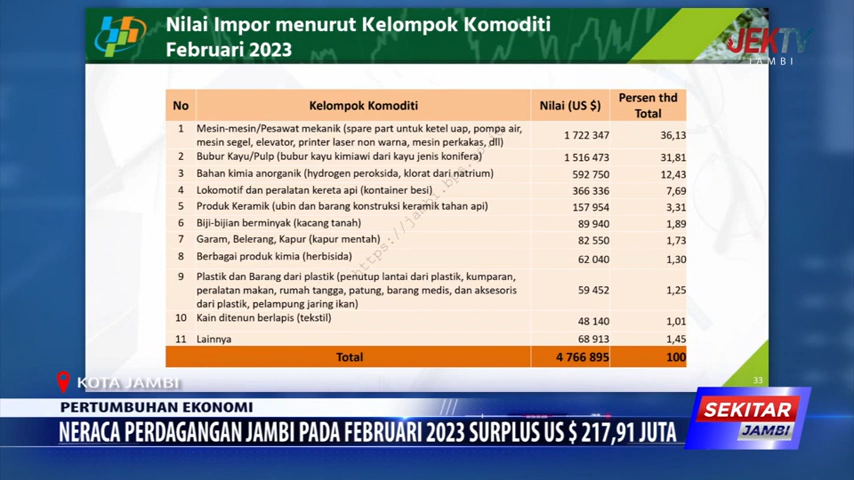 Nilai Impor menurut Kelompok Komoditi
Februari 2023
JEKTV
JAMBI
No Kelompok Komoditi Nilai (US $) Persen thd Total
1 Mesin-mesin/Pesawat mekanik (spare part untuk ketel uap, pompa air,
mesin segel, elevator, printer laser non warna, mesin perkakas, dll) 1 722 347 36,13
2 Bubur Kayu/Pulp (bubur kayu kimiawi dari kayu jenis konifera) 1 516 473 31,81
3 Bahan kimia anorganik (hydrogen peroksida, klorat dari natrium) 592 750 12,43
4 Lokomotif dan peralatan kereta api (kontainer besi) 366 336 7,69
5 Produk Keramik (ubin dan barang konstruksi keramik tahan api) 157 954 3,31
6 Biji-bijian berminyak (kacang tanah) 89 940 1,89
7 Garam, Belerang, Kapur (kapur mentah) 82 550 1,73
8 Berbagai produk kimia (herbisida) 62 040 1,30
9 Plastik dan Barang dari plastik (penutup lantai dari plastik, kumparan,
peralatan makan, rumah tangga, patung, barang medis, dan aksesoris
dari plastik, pelampung jaring ikan) 59 452 1,25
10 Kain ditenun berlapis (tekstil) 48 140 1,01
11 Lainnya 68 913 1,45
Total 4 766 895 100
https://jambi.bps.go.id
33
KOTA JAMBI
PERTUMBUHAN EKONOMI
NERACA PERDAGANGAN JAMBI PADA FEBRUARI 2023 SURPLUS US $ 217,91 JUTA
SEKITAR
JAMBI